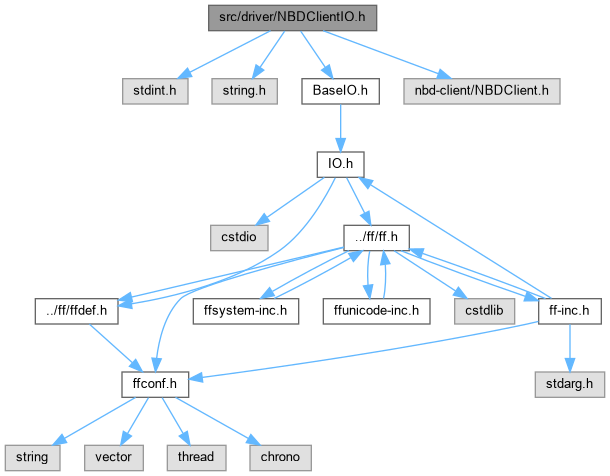 src/driver/NBDClientIO.h
stdint.h
string.h
BaseIO.h
nbd-client/NBDClient.h
IO.h
cstdio
../ff/ff.h
../ff/ffdef.h
ffsystem-inc.h
ffunicode-inc.h
cstdlib
ff-inc.h
ffconf.h
stdarg.h
string
vector
thread
chrono